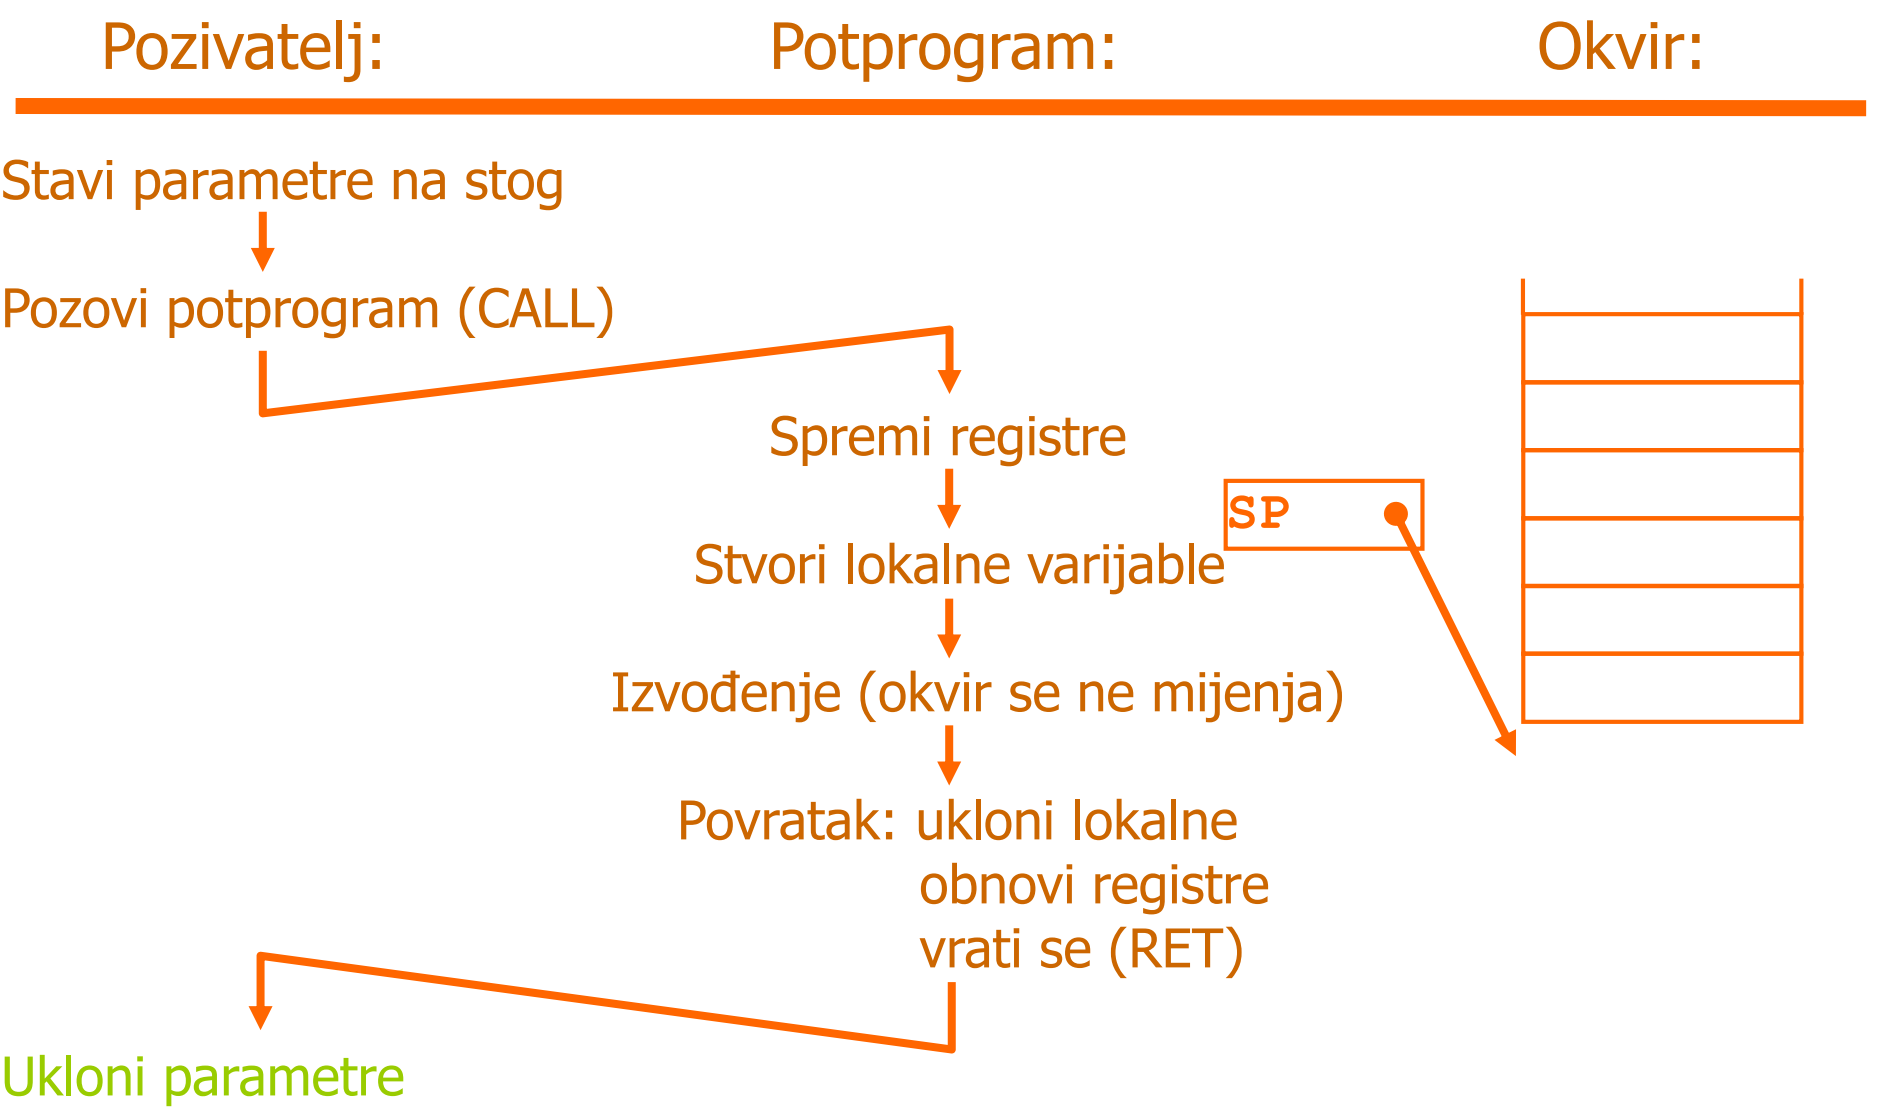 Pozivatelj: Potprogram: Okvir:
Stavi parametre na stog
Pozovi potprogram (CALL)
Spremi registre
SP
Stvori lokalne varijable
Izvođenje (okvir se ne mijenja)
Povratak: ukloni lokalne
obnovi registre
vrati se (RET)
Ukloni parametre